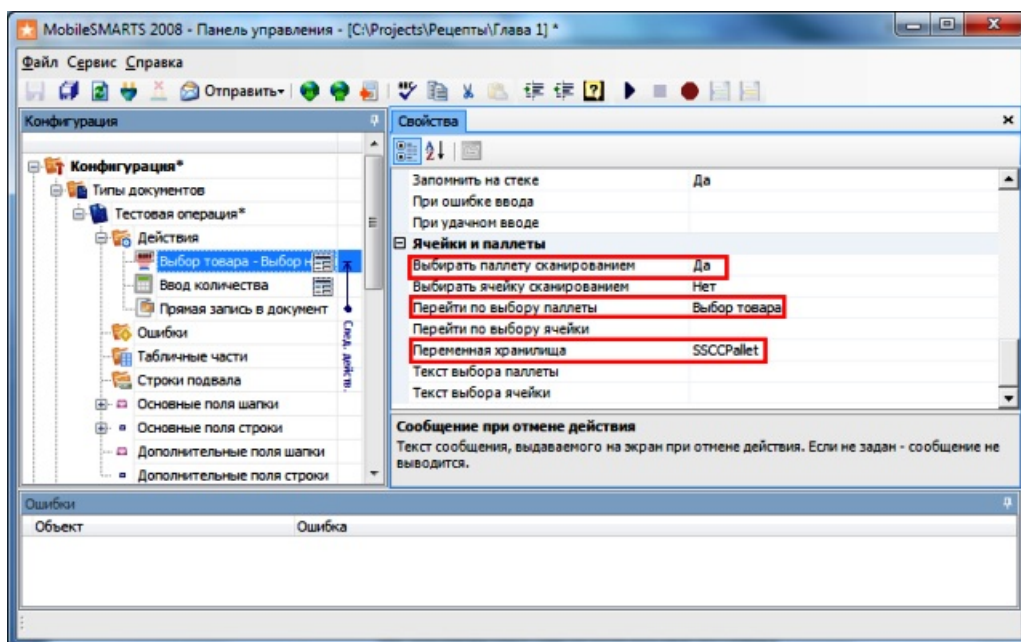 MobileSMARTS 2008 - Панель управления - [C:\Projects\Рецепты\Глава 1] *
Файл Сервис Справка
Отправить
Конфигурация
Конфигурация*
Типы документов
Тестовая операция*
Действия
Выбор товара - Выбор н
Ввод количества
Прямая запись в документ
След. действ.
Ошибки
Табличные части
Строки подвала
Основные поля шапки
Основные поля строки
Дополнительные поля шапки
Дополнительные поля строки
Свойства
Запомнить на стеке Да
При ошибке ввода
При удачном вводе
Ячейки и паллеты
Выбирать паллету сканированием Да
Выбирать ячейку сканированием Нет
Перейти по выбору паллеты Выбор товара
Перейти по выбору ячейки
Переменная хранилища SSCCPallet
Текст выбора паллеты
Текст выбора ячейки
Сообщение при отмене действия
Текст сообщения, выдаваемого на экран при отмене действия. Если не задан - сообщение не
выводится.
Ошибки
Объект Ошибка